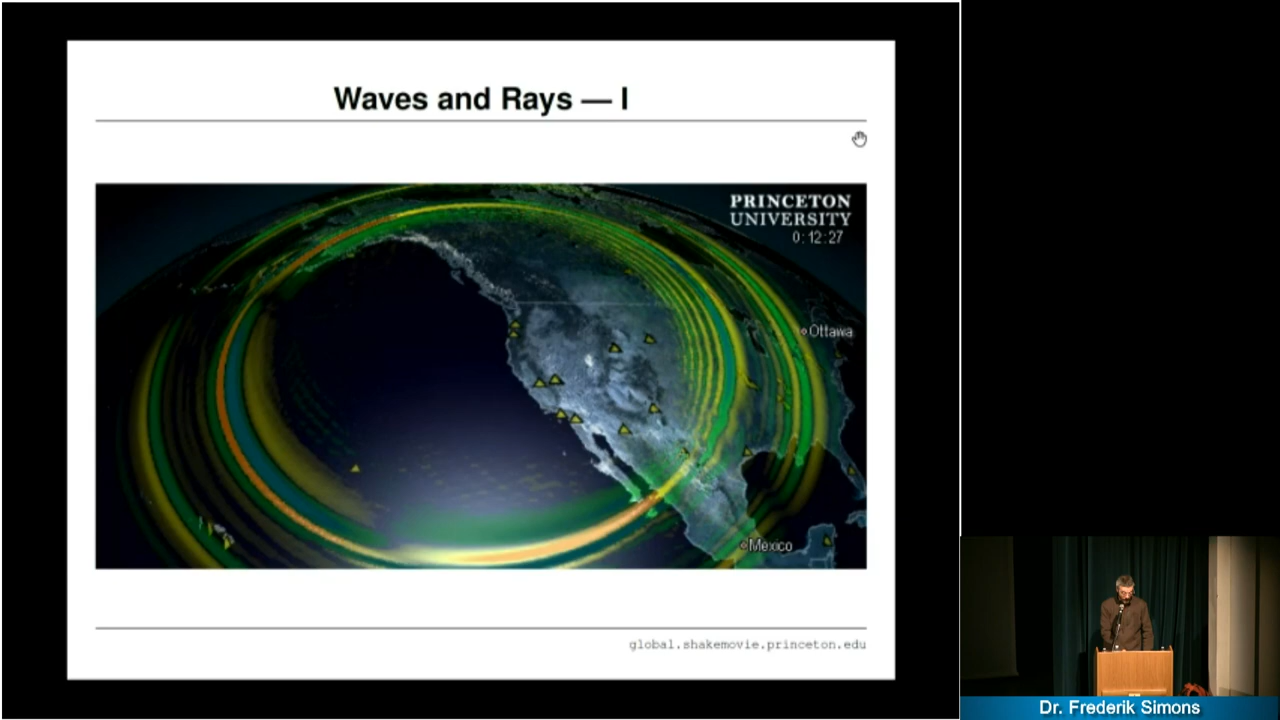 Waves and Rays — I
PRINCETON
UNIVERSITY
0:12:27
Ottawa
Mexico
global.shakemovie.princeton.edu
Dr. Frederik Simons